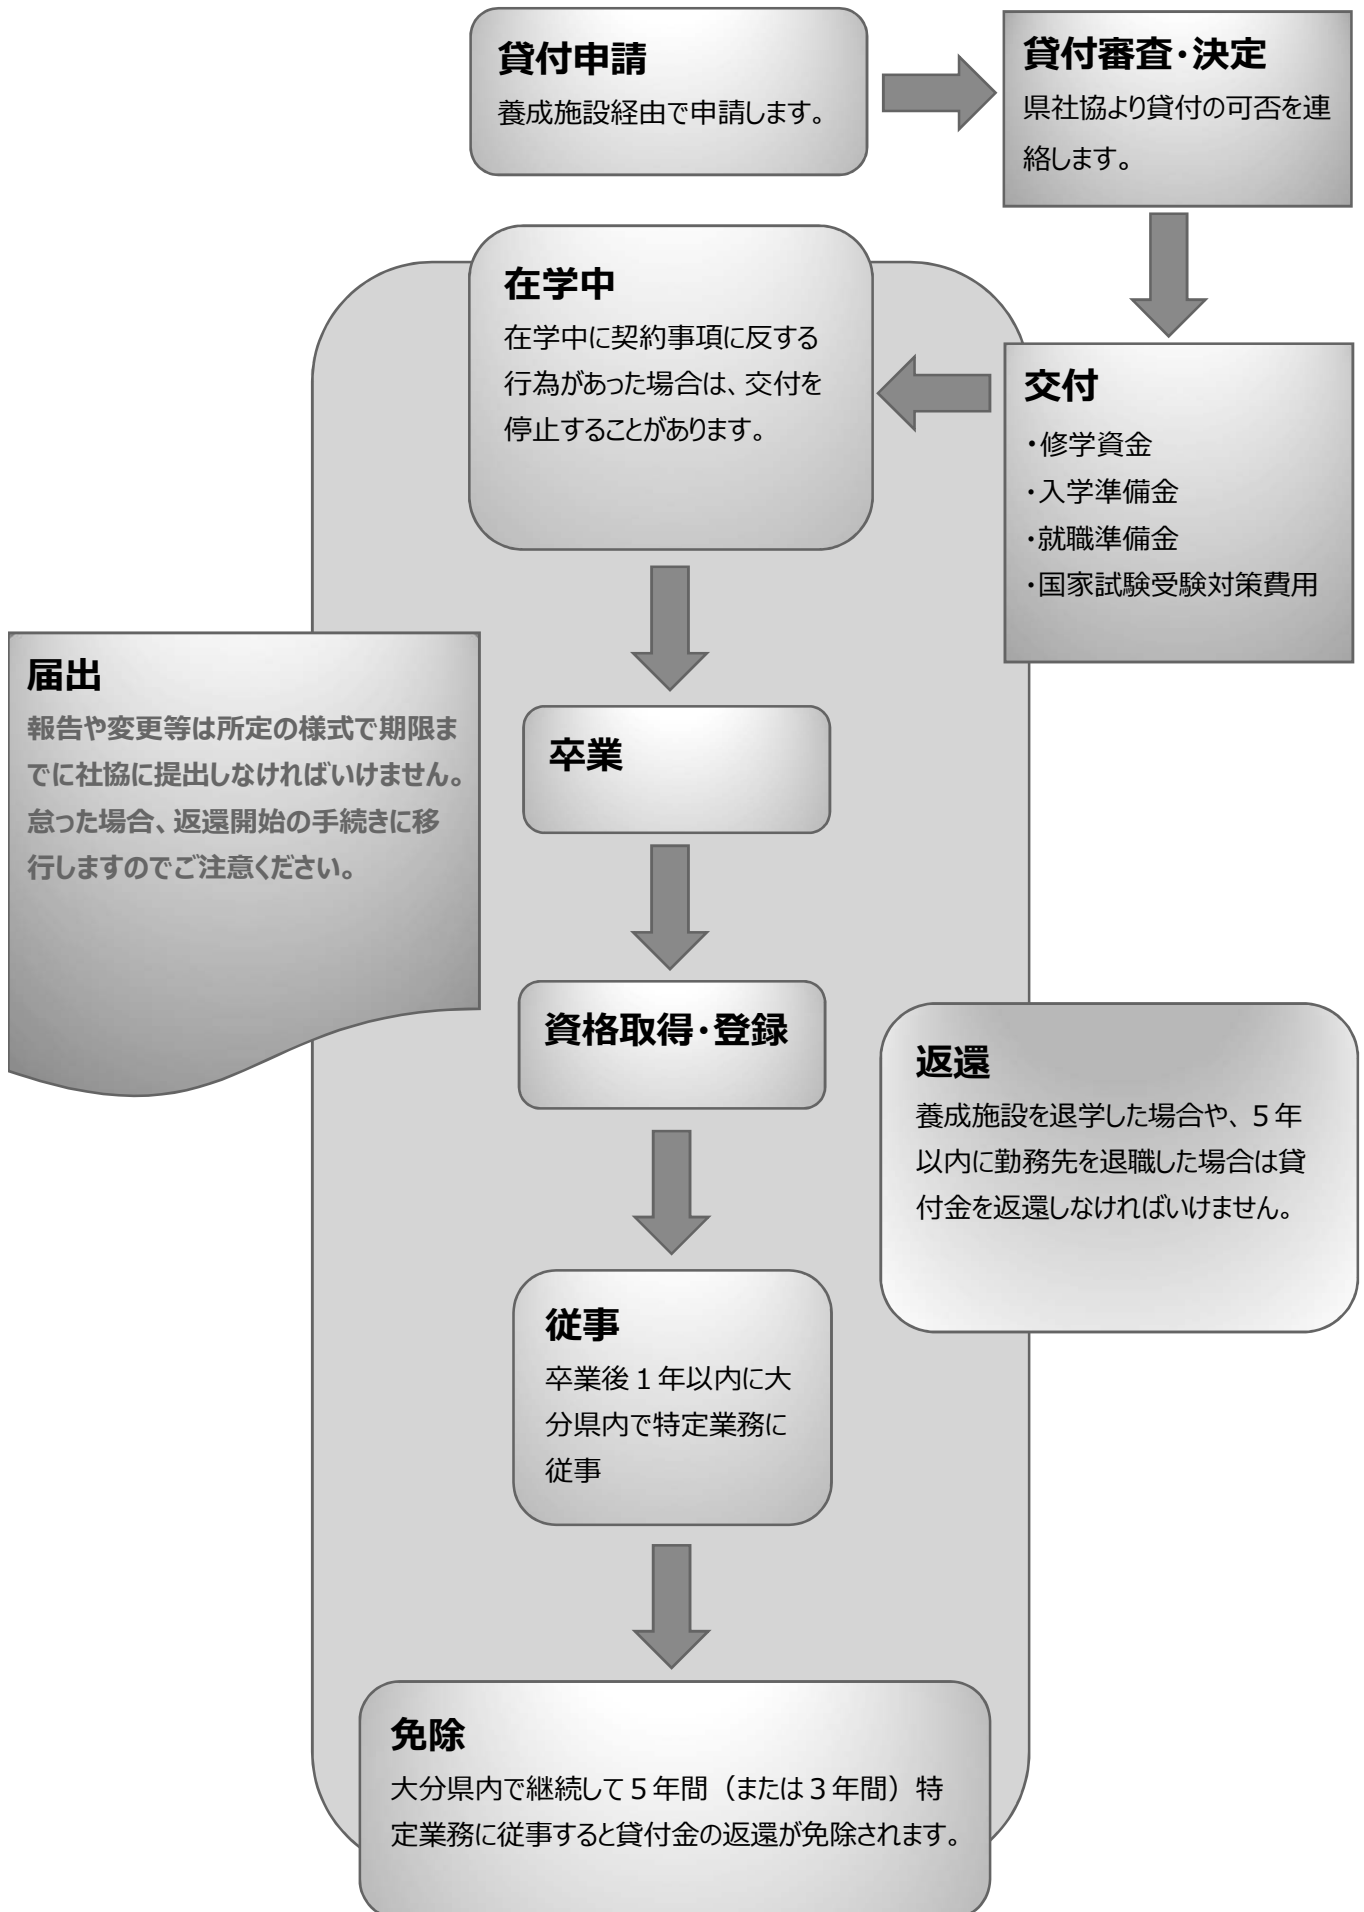 貸付申請
養成施設経由で申請します。
貸付審査・決定
県社協より貸付の可否を連
絡します。
交付
・修学資金
・入学準備金
・就職準備金
・国家試験受験対策費用
在学中
在学中に契約事項に反する
行為があった場合は、交付を
停止することがあります。
届出
報告や変更等は所定の様式で期限ま
でに社協に提出しなければいけません。
怠った場合、返還開始の手続きに移
行しますのでご注意ください。
卒業
資格取得・登録
返還
養成施設を退学した場合や、５年
以内に勤務先を退職した場合は貸
付金を返還しなければいけません。
従事
卒業後１年以内に大
分県内で特定業務に
従事
免除
大分県内で継続して５年間（または３年間）特
定業務に従事すると貸付金の返還が免除されます。